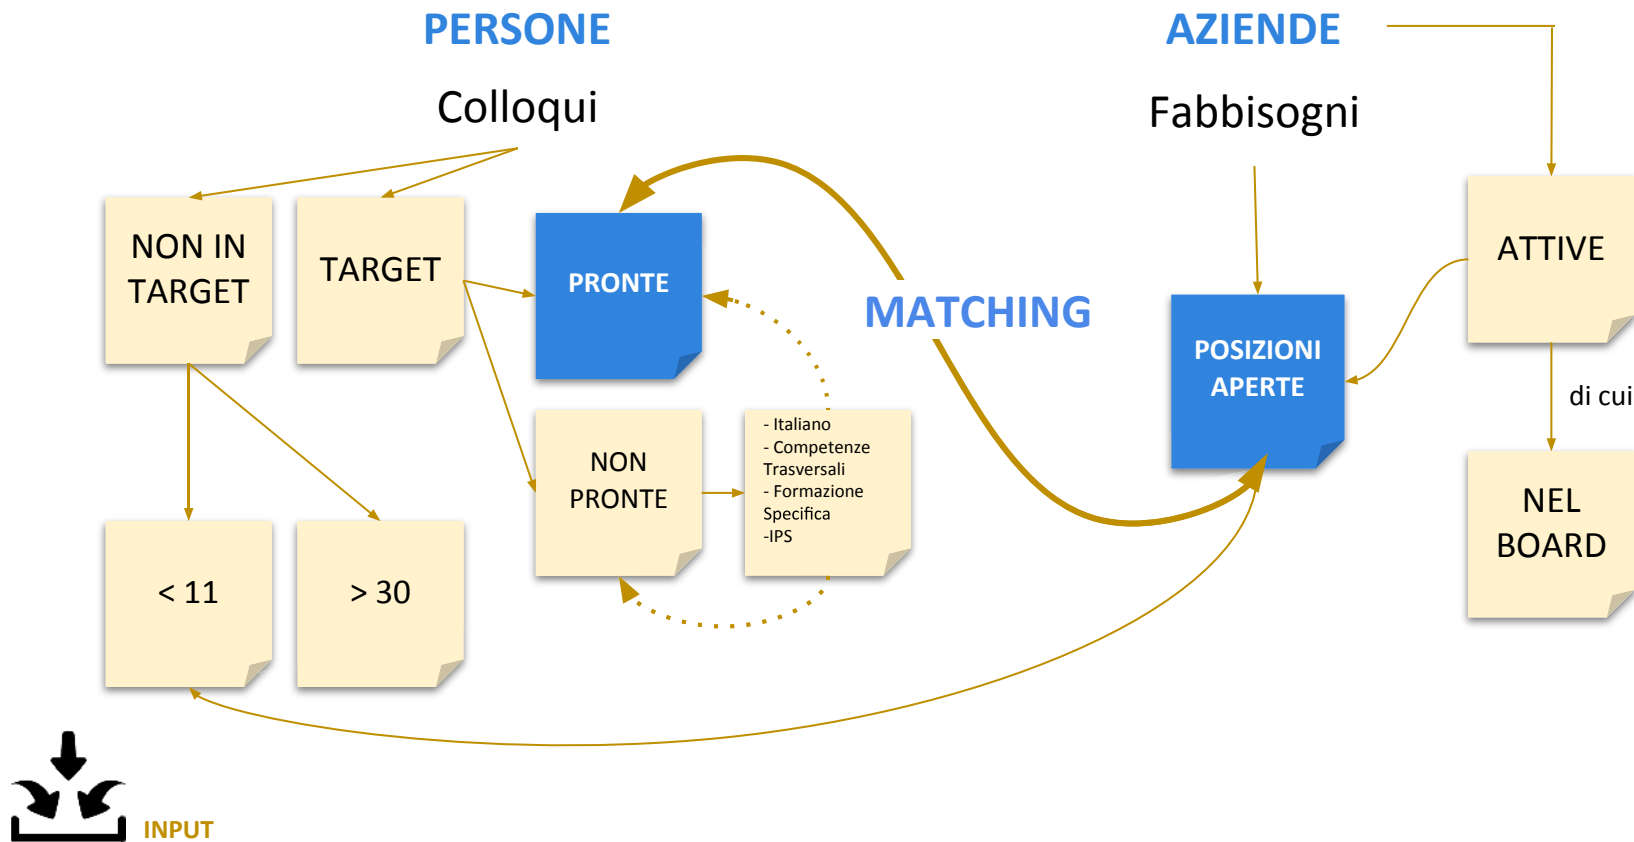 PERSONE
AZIENDE
Colloqui
Fabbisogni
NON IN
TARGET
TARGET
PRONTE
MATCHING
ATTIVE
POSIZIONI
APERTE
di cui
NON
PRONTE
- Italiano
- Competenze
Trasversali
- Formazione
Specifica
-IPS
NEL
BOARD
< 11
> 30
INPUT